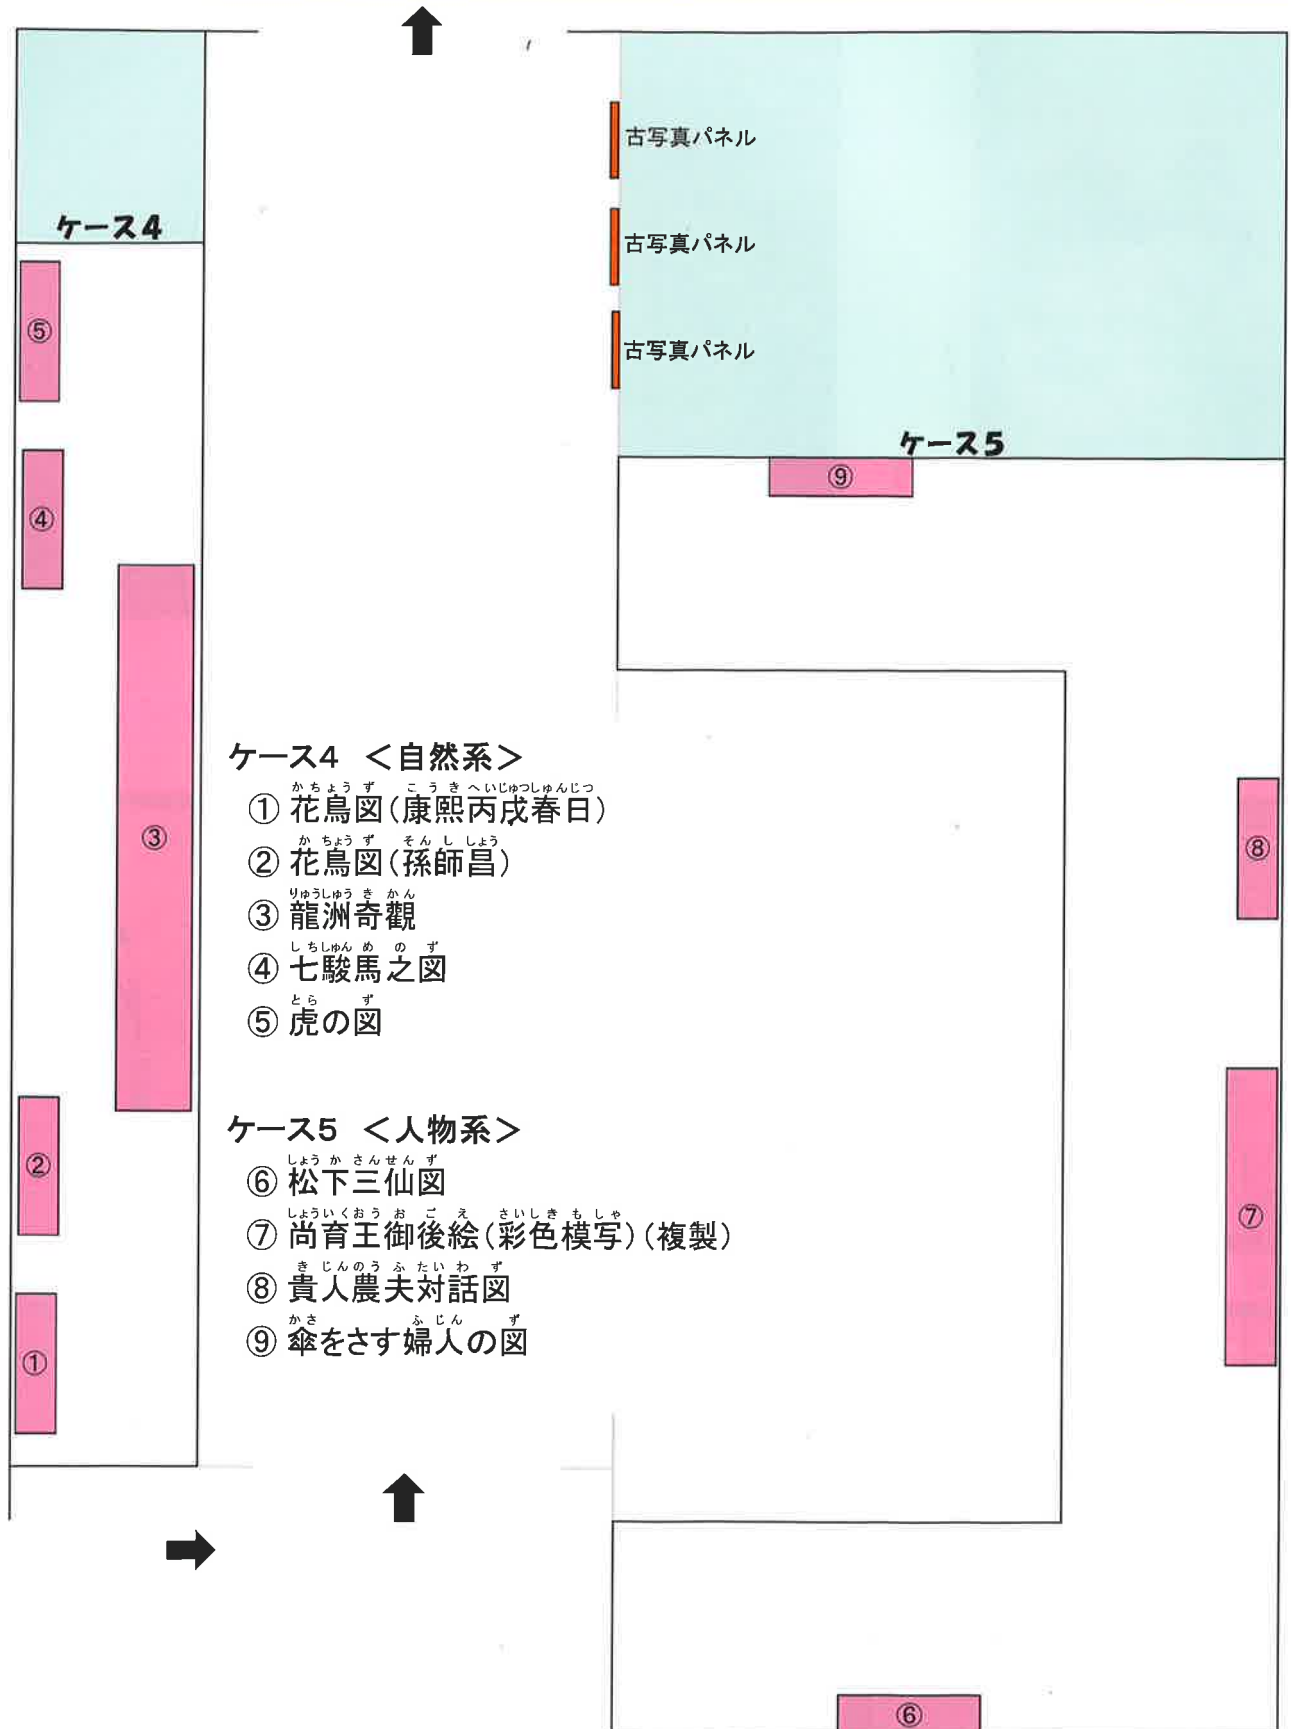 古写真パネル
古写真パネル
古写真パネル
ケース4
ケース5
⑤
④
③
②
①
⑨
⑧
⑦
⑥
ケース4 <自然系>
かちょうず こうきへいじゅつしゅんじつ
① 花鳥図(康熙丙戌春日)
かちょうず そんししょう
② 花鳥図(孫師昌)
りゅうしゅうきかん
③ 龍洲奇觀
しちしゅんめのず
④ 七駿馬之図
とら ず
⑤ 虎の図
ケース5 <人物系>
しょうかさんせんず
⑥ 松下三仙図
しょういくおうおごえ さいしきもしゃ
⑦ 尚育王御後絵(彩色模写)(複製)
きじんのうふたいわず
⑧ 貴人農夫対話図
かさ ふじん ず
⑨ 傘をさす婦人の図